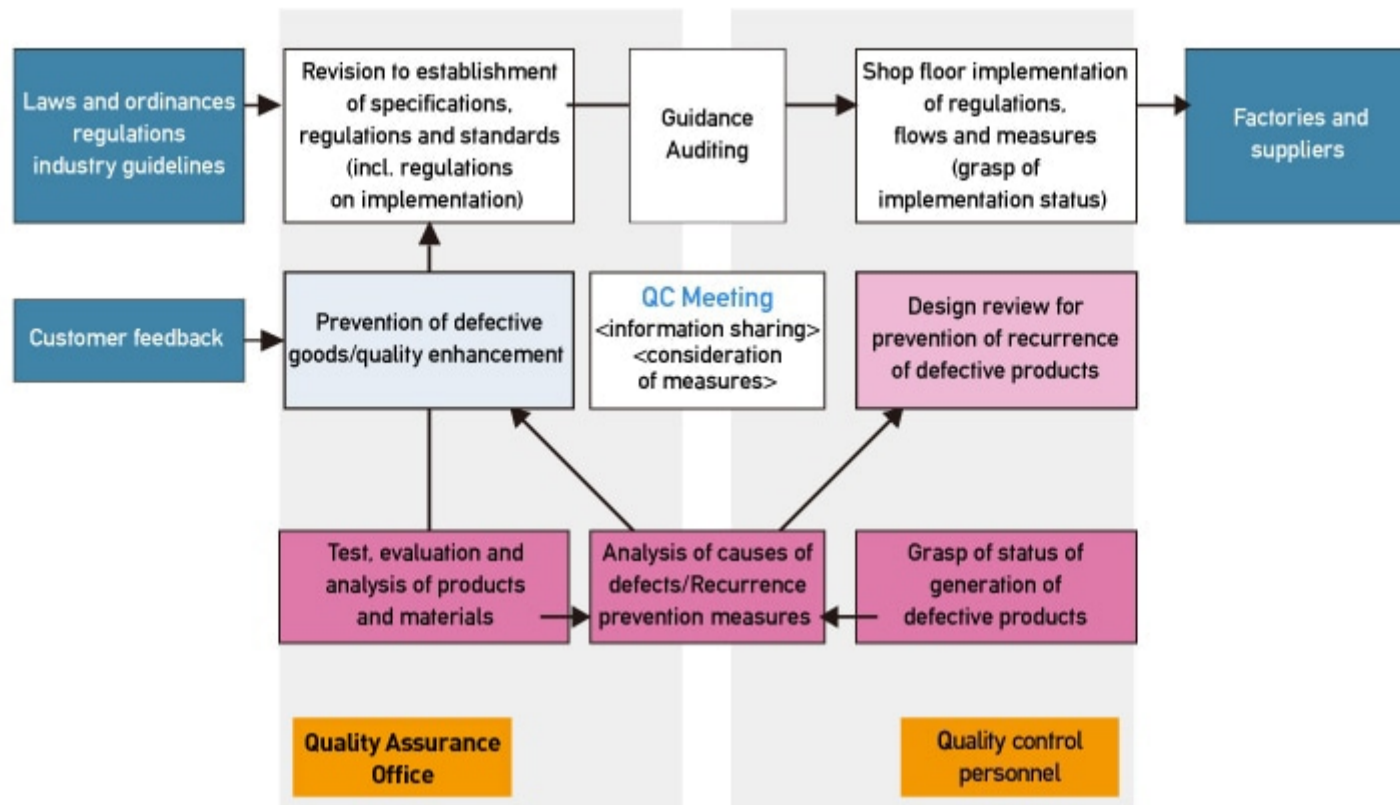 Laws and ordinances
regulations
industry guidelines
Revision to establishment
of specifications,
regulations and standards
(incl. regulations
on implementation)
Guidance
Auditing
Shop floor implementation
of regulations,
flows and measures
(grasp of
implementation status)
Factories and
suppliers
Customer feedback
Prevention of defective
goods/quality enhancement
QC Meeting
<information sharing>
<consideration
of measures>
Design review for
prevention of recurrence
of defective products
Test, evaluation and
analysis of products
and materials
Analysis of causes of
defects/Recurrence
prevention measures
Grasp of status of
generation of
defective products
Quality Assurance
Office
Quality control
personnel